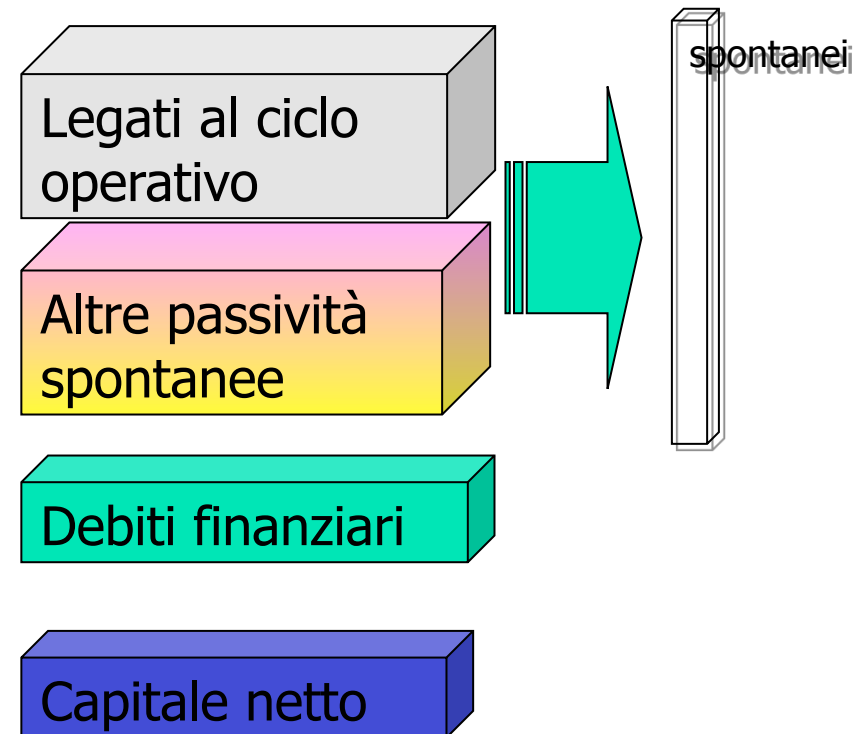 spontanei
Legati al ciclo
operativo
Altre passività
spontanee
Debiti finanziari
Capitale netto